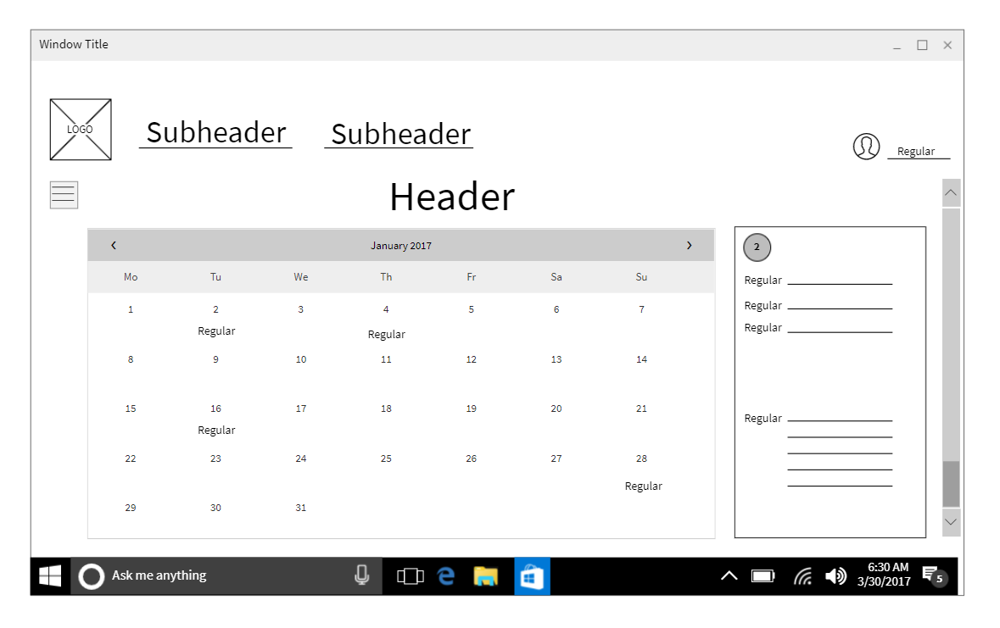 Window Title
LOGO
Subheader
Subheader
Regular
Header
January 2017
Mo Tu We Th Fr Sa Su
1 2 3 4 5 6 7
Regular Regular
8 9 10 11 12 13 14
15 16 17 18 19 20 21
Regular
22 23 24 25 26 27 28
Regular
29 30 31
2
Regular
Regular
Regular
Regular
Ask me anything
6:30 AM
3/30/2017
5